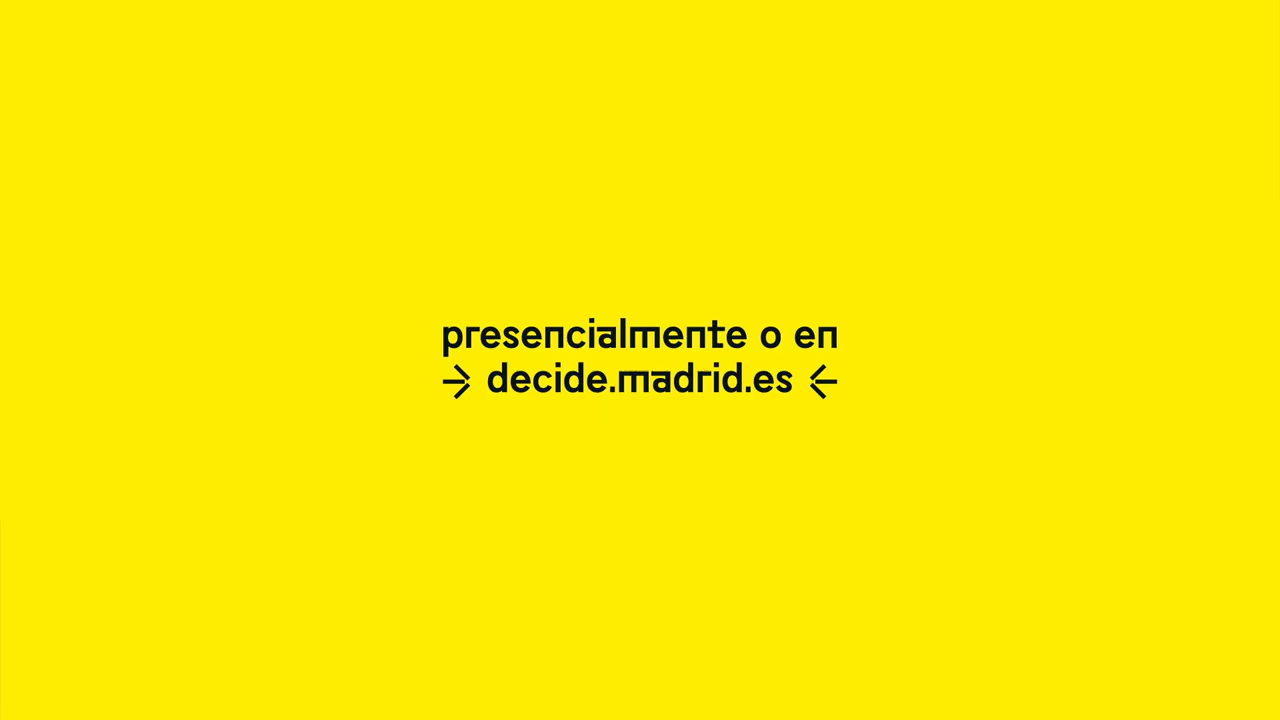 presencialmente o en
→ decide.madrid.es ←